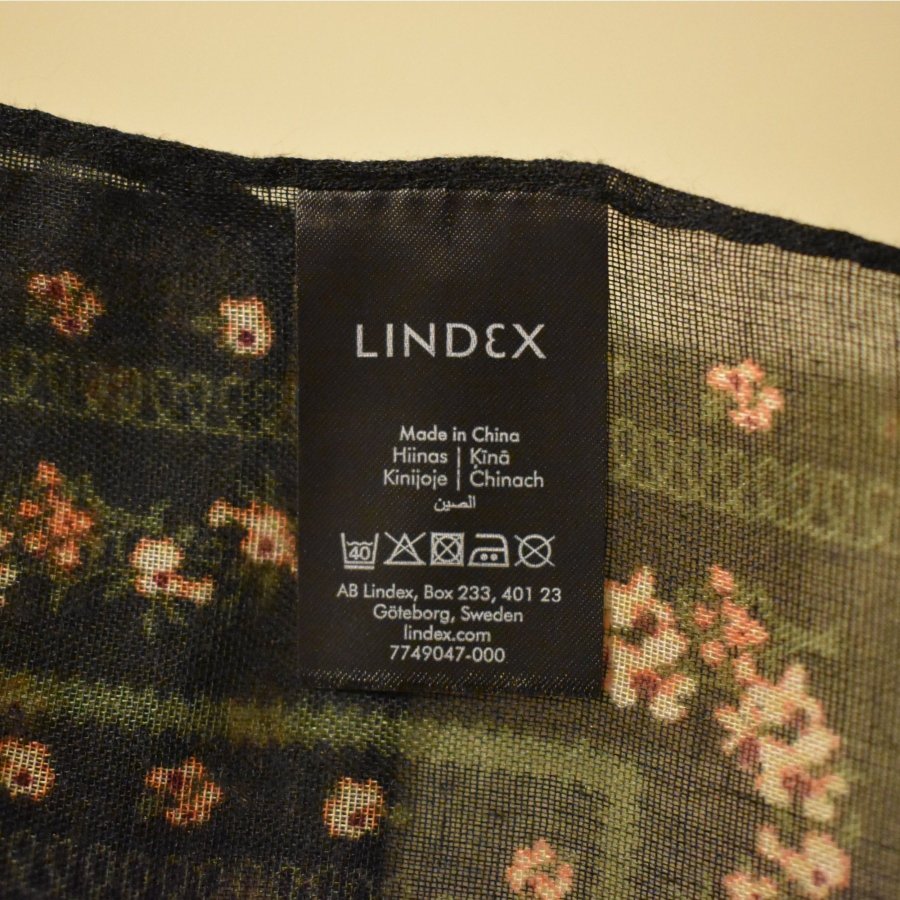 LINDEX
Made in China
Hiinas | Ķīnā
Kinijoje | Chinach
الصين
40
AB Lindex, Box 233, 401 23
Göteborg, Sweden
lindex.com
7749047-000